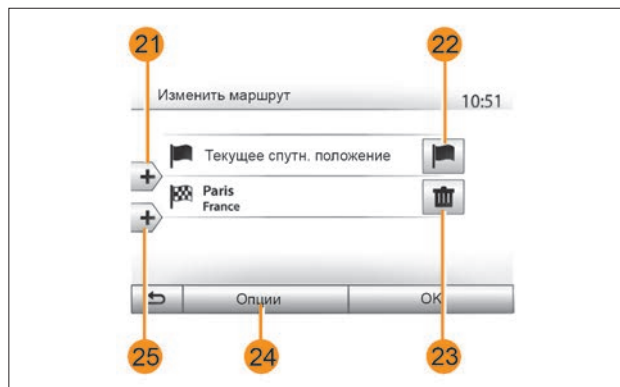 21 22
Изменить маршрут 10:51
Текущее спутн. положение
Paris
France
Опции OK
25 24 23